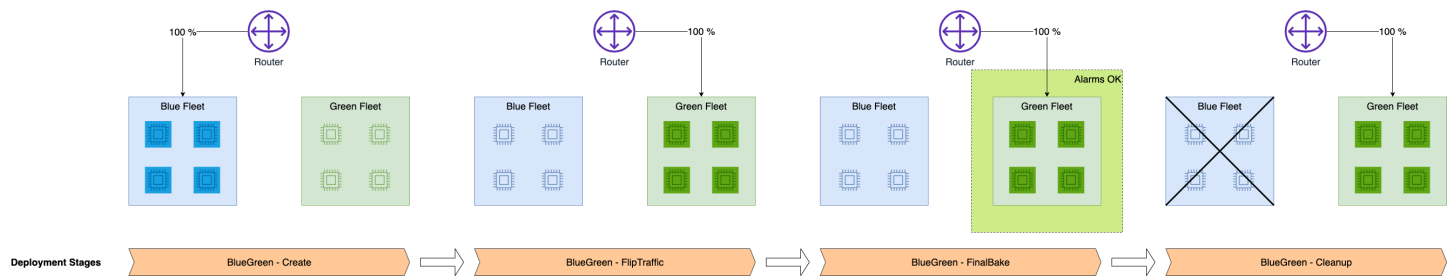 100 %
Router
Blue Fleet
Green Fleet
Router
100 %
Blue Fleet
Green Fleet
Router
100 %
Alarms OK
Blue Fleet
Green Fleet
Router
100 %
Blue Fleet
Green Fleet
Deployment Stages
BlueGreen - Create
BlueGreen - FlipTraffic
BlueGreen - FinalBake
BlueGreen - Cleanup